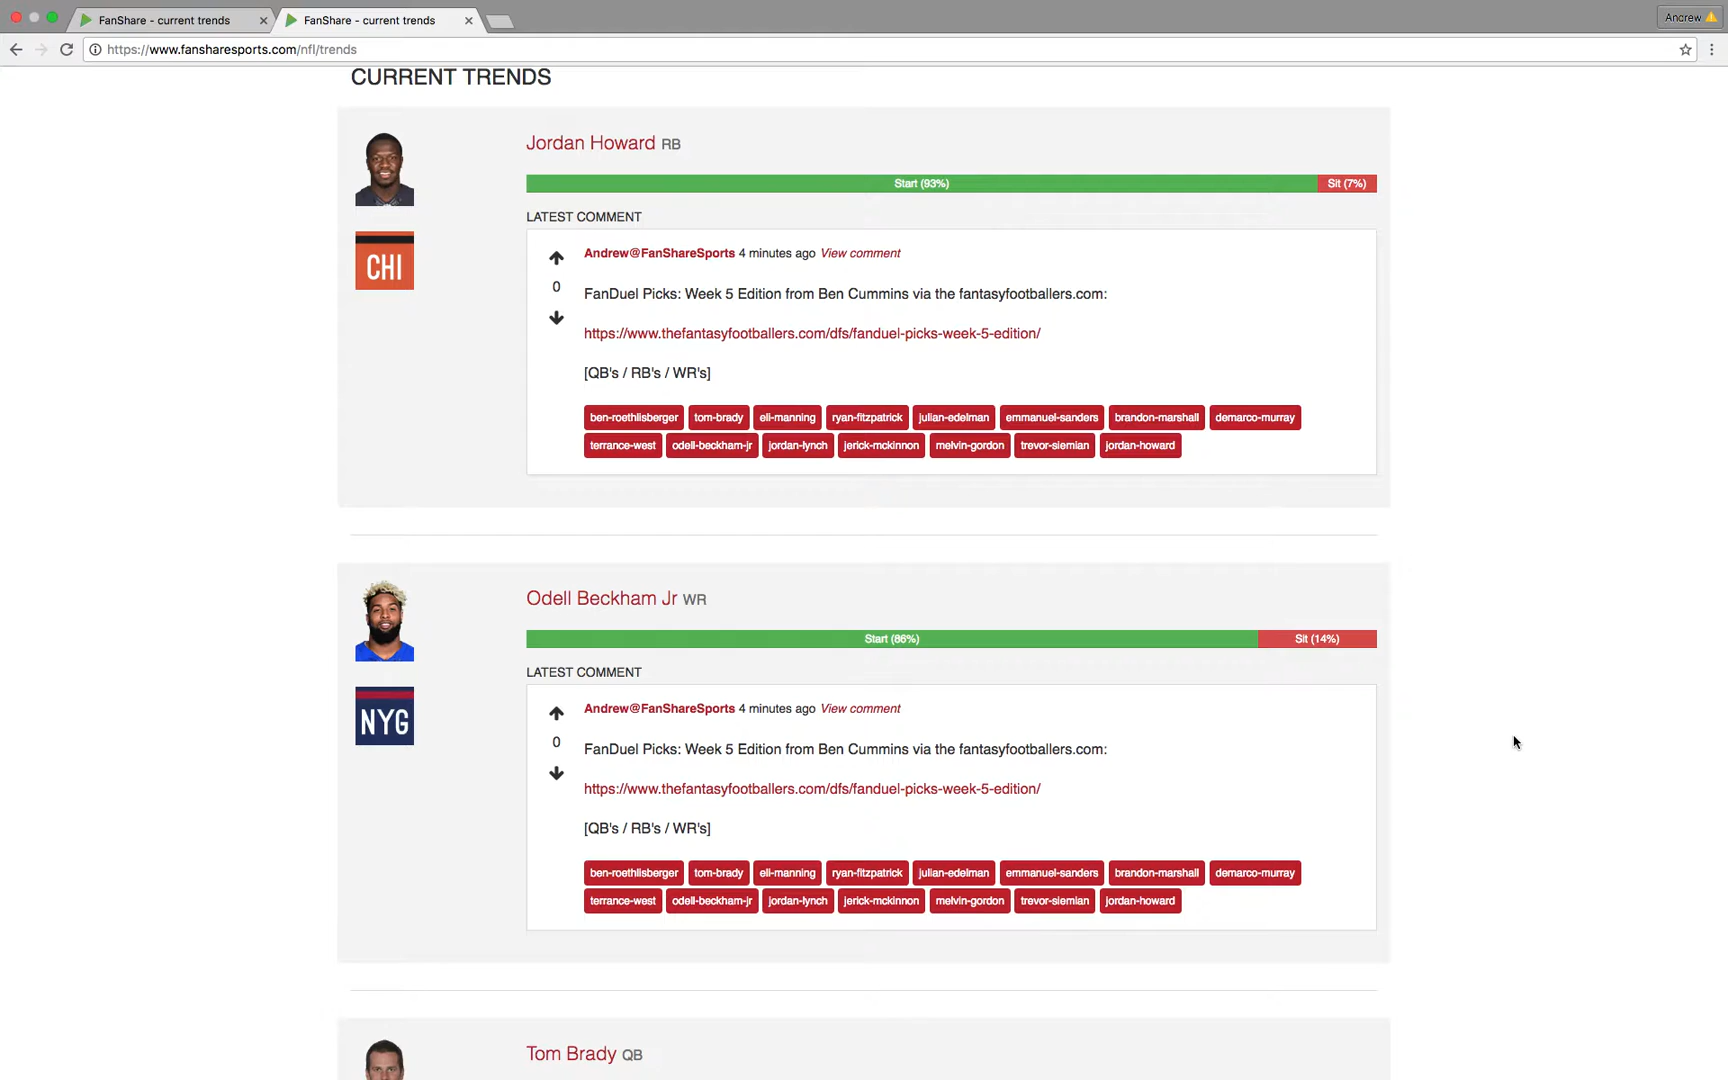 FanShare - current trends
FanShare - current trends
Andrew
https://www.fansharesports.com/nfl/trends
CURRENT TRENDS
Jordan Howard RB
Start (93%) Sit (7%)
LATEST COMMENT
CHI
Andrew@FanShareSports 4 minutes ago View comment
0
FanDuel Picks: Week 5 Edition from Ben Cummins via the fantasyfootballers.com:
https://www.thefantasyfootballers.com/dfs/fanduel-picks-week-5-edition/
[QB's / RB's / WR's]
ben-roethlisberger tom-brady eli-manning ryan-fitzpatrick julian-edelman emmanuel-sanders brandon-marshall demarco-murray
terrance-west odell-beckham-jr jordan-lynch jerick-mckinnon melvin-gordon trevor-siemian jordan-howard
Odell Beckham Jr WR
Start (86%) Sit (14%)
LATEST COMMENT
NYG
Andrew@FanShareSports 4 minutes ago View comment
0
FanDuel Picks: Week 5 Edition from Ben Cummins via the fantasyfootballers.com:
https://www.thefantasyfootballers.com/dfs/fanduel-picks-week-5-edition/
[QB's / RB's / WR's]
ben-roethlisberger tom-brady eli-manning ryan-fitzpatrick julian-edelman emmanuel-sanders brandon-marshall demarco-murray
terrance-west odell-beckham-jr jordan-lynch jerick-mckinnon melvin-gordon trevor-siemian jordan-howard
Tom Brady QB